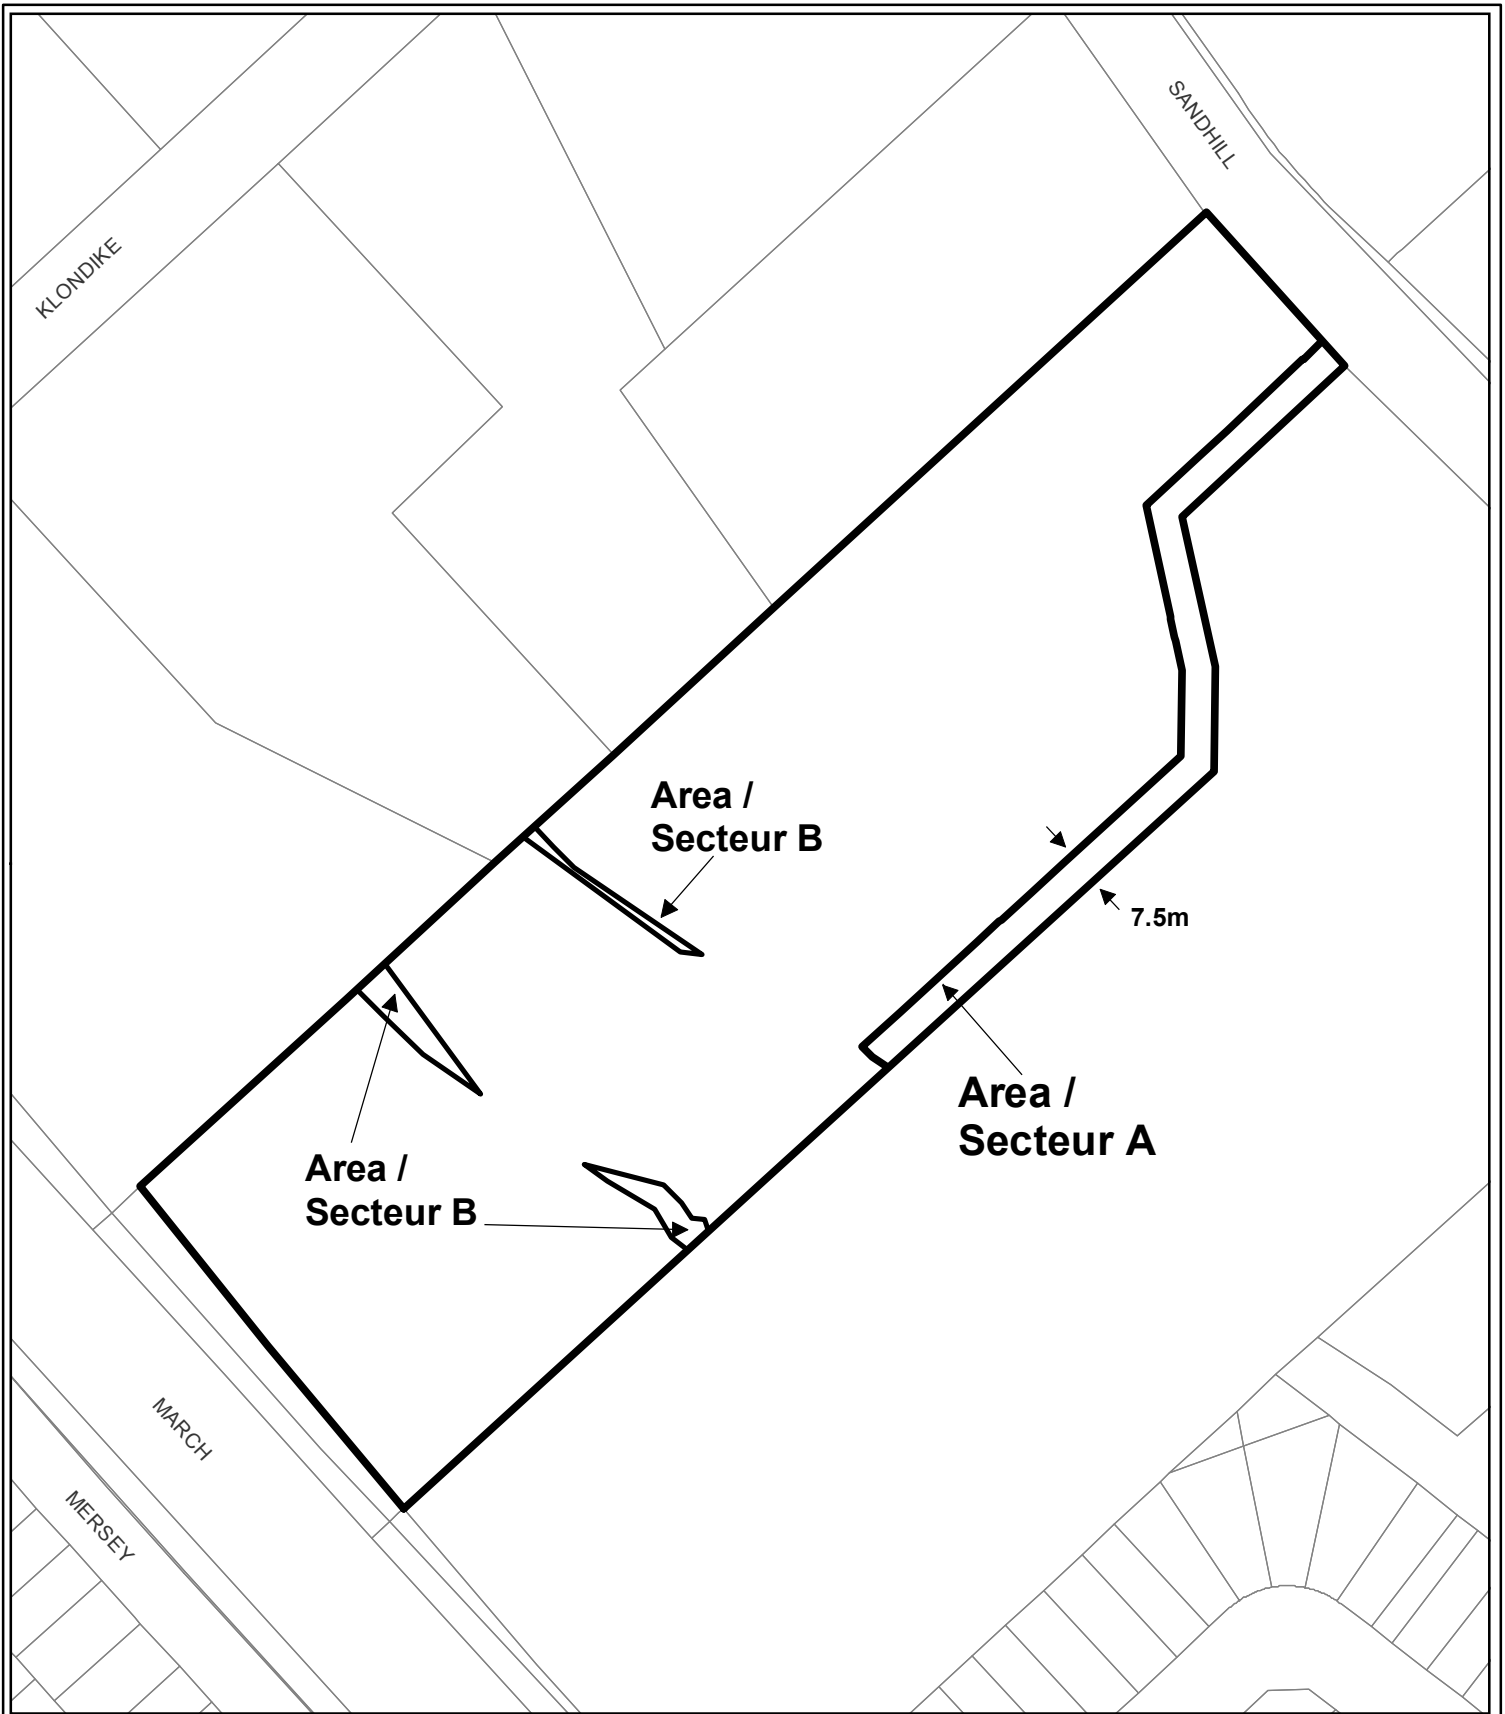 SANDHILL
KLONDIKE
Area /
Secteur B
7.5m
Area /
Secteur A
Area /
Secteur B
MARCH
MERSEY